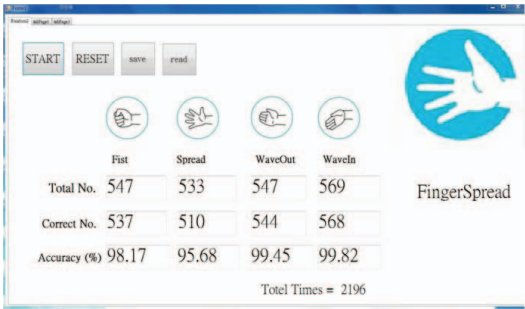 START RESET save read
Fist Spread WaveOut WaveIn
Total No. 547 533 547 569
FingerSpread
Correct No. 537 510 544 568
Accuracy (%) 98.17 95.68 99.45 99.82
Totel Times = 2196